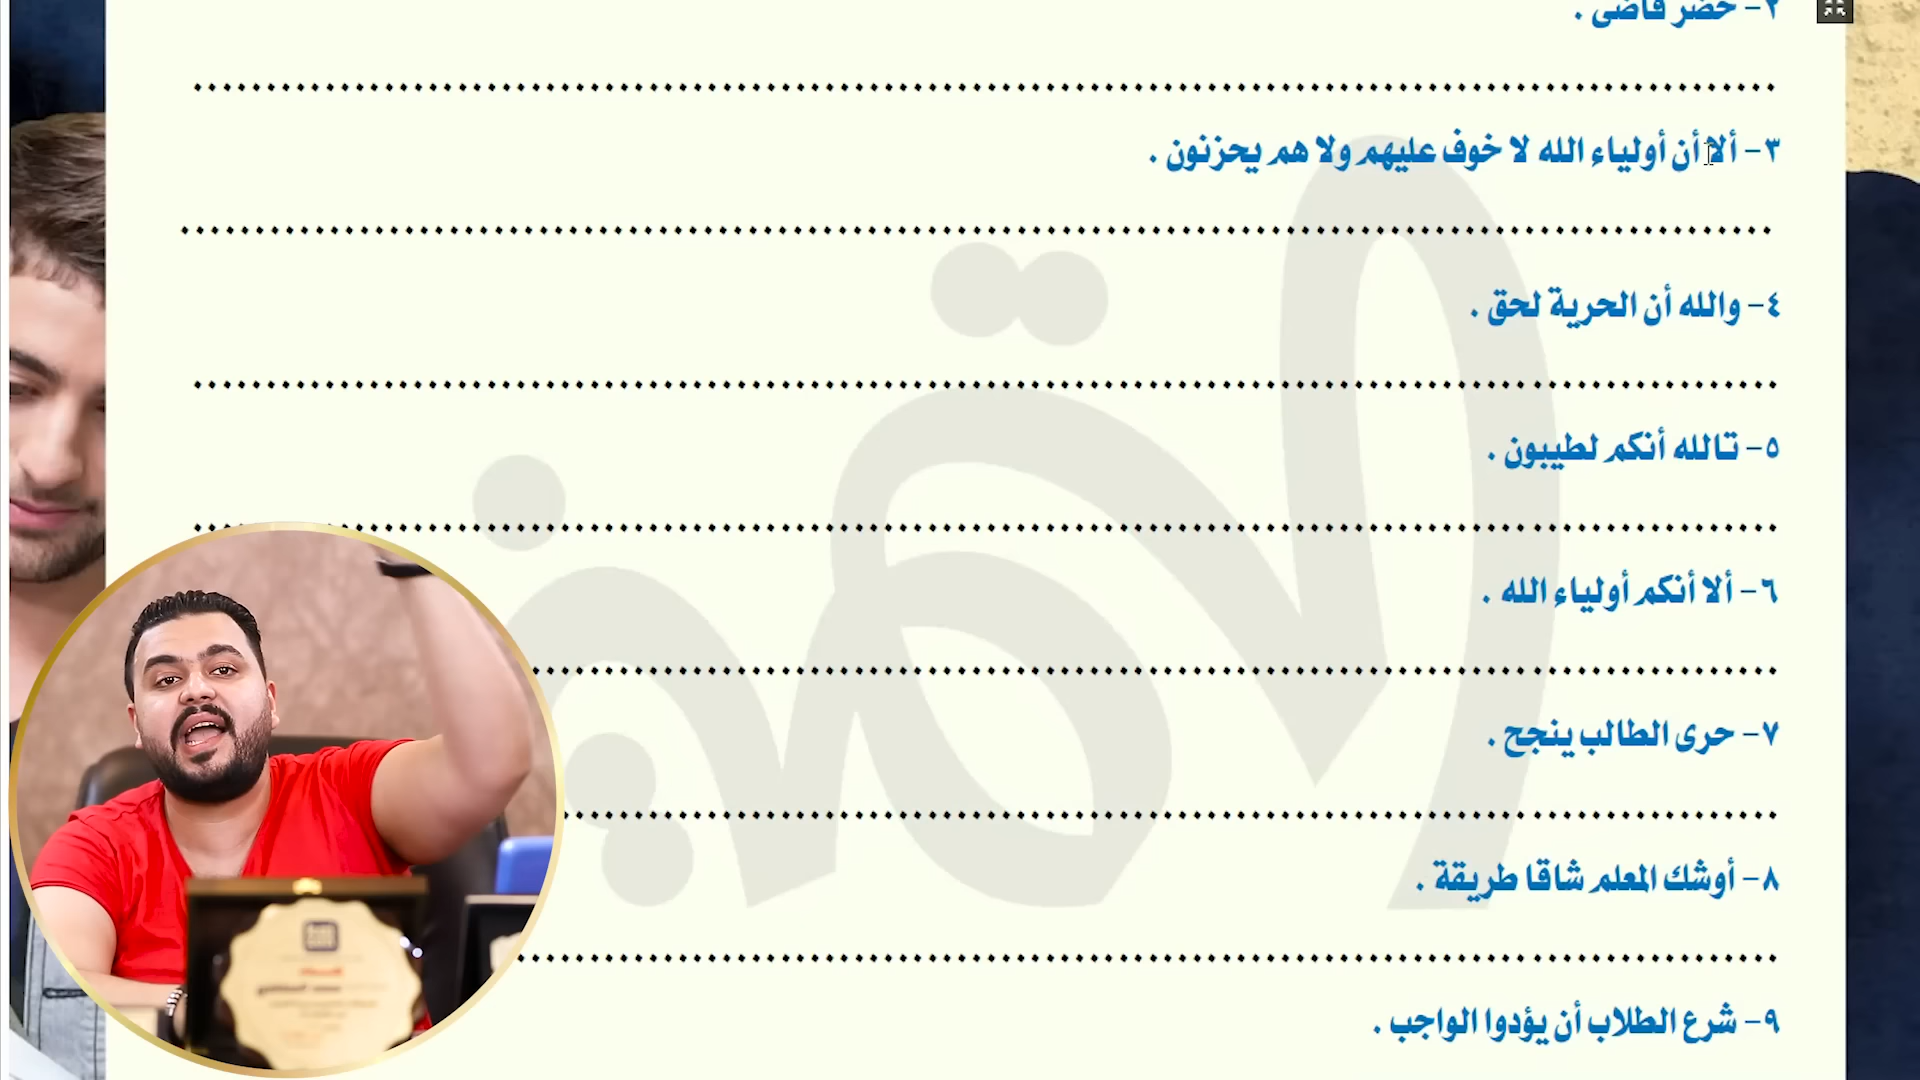 ٢- حضر قاضى .
٣- ألا أن أولياء الله لا خوف عليهم ولا هم يحزنون .
٤- والله أن الحرية لحق .
٥- تالله أنكم لطيبون .
٦- ألا أنكم أولياء الله .
٧- حرى الطالب ينجح .
٨- أوشك المعلم شاقا طريقة .
٩- شرع الطلاب أن يؤدوا الواجب .